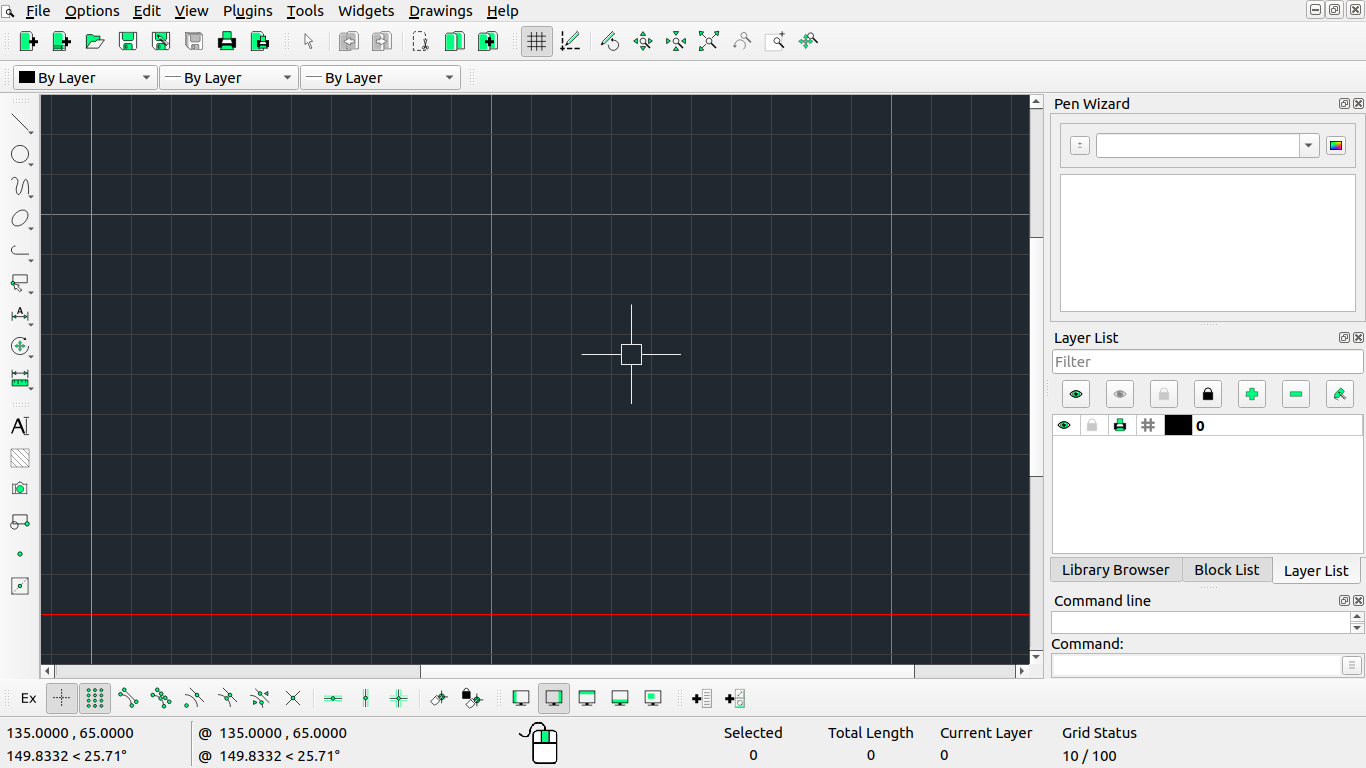 File Options Edit View Plugins Tools Widgets Drawings Help
By Layer By Layer By Layer
Pen Wizard
Layer List
Filter
0
Library Browser Block List Layer List
Command line
Command:
A
A
Ex
135.0000 , 65.0000 @ 135.0000 , 65.0000 Selected Total Length Current Layer Grid Status
149.8332 < 25.71° @ 149.8332 < 25.71° 0 0 0 10 / 100